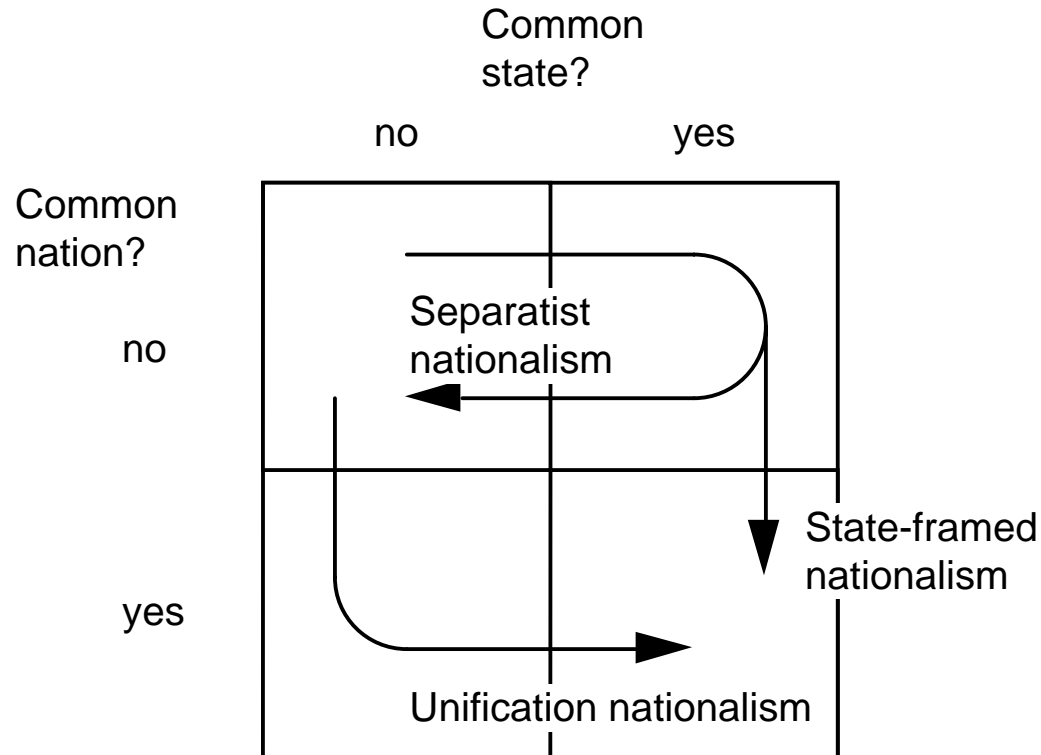 Common
state?
no yes
Common
nation?
Separatist
nationalism
no
State-framed
nationalism
yes
Unification nationalism